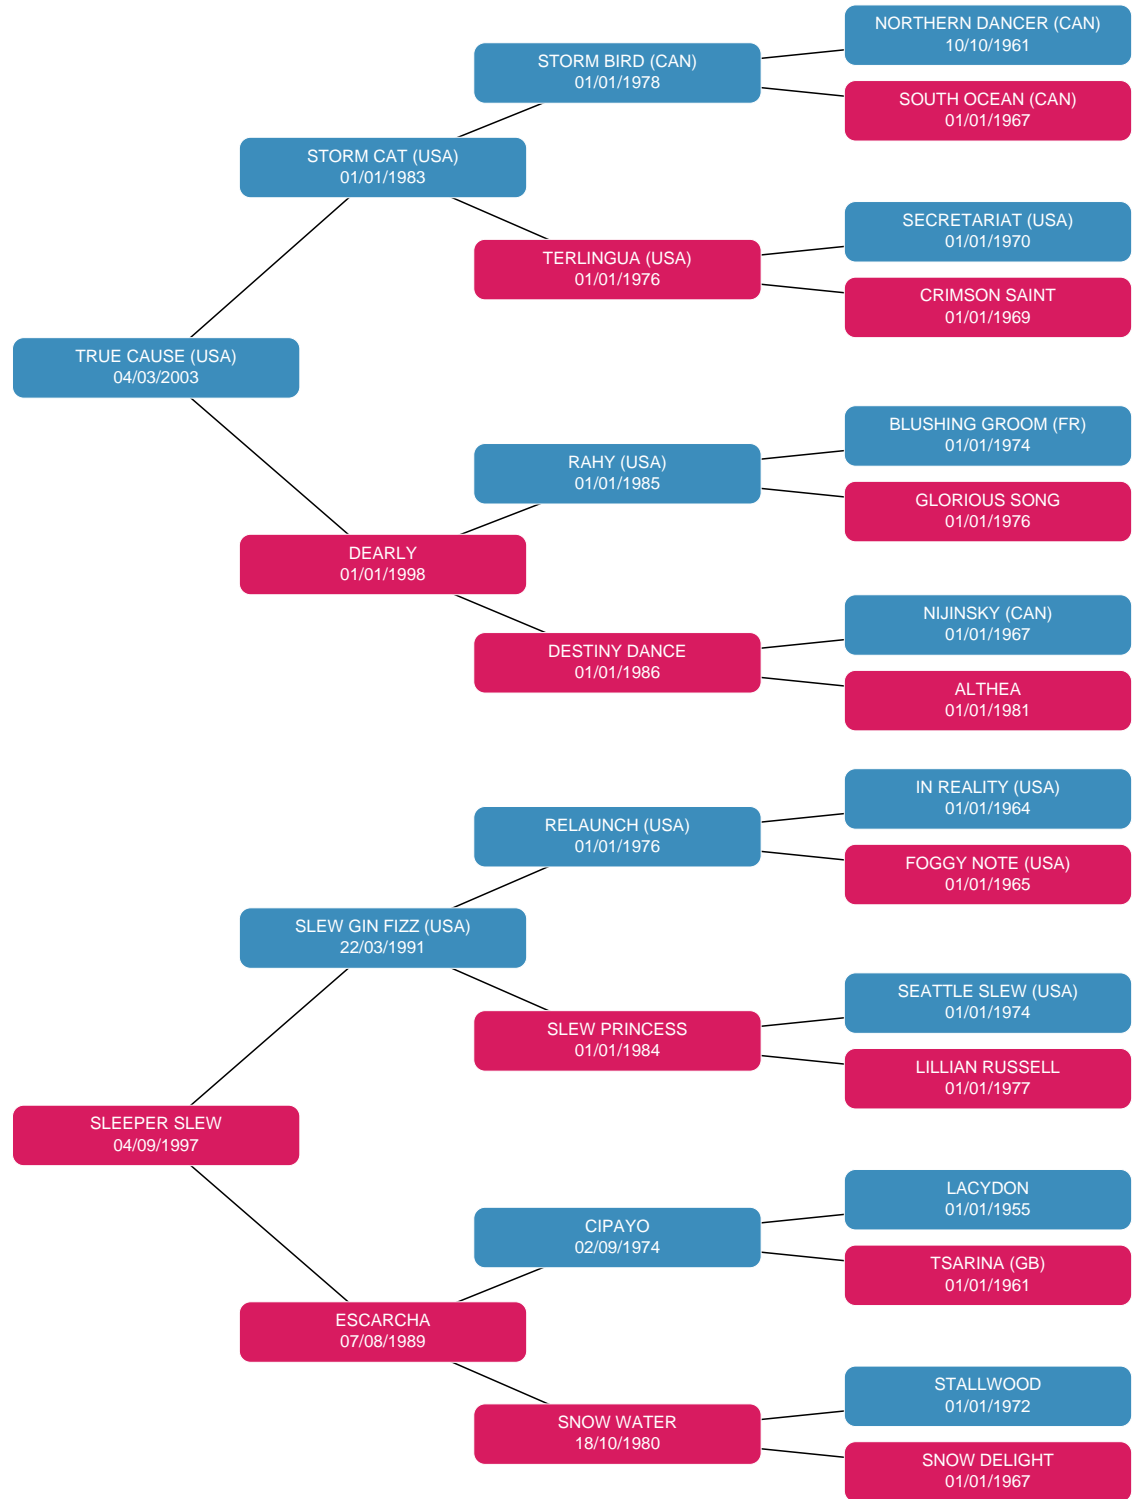 NORTHERN DANCER (CAN)
10/10/1961
STORM BIRD (CAN)
01/01/1978
SOUTH OCEAN (CAN)
01/01/1967
STORM CAT (USA)
01/01/1983
SECRETARIAT (USA)
01/01/1970
TERLINGUA (USA)
01/01/1976
CRIMSON SAINT
01/01/1969
TRUE CAUSE (USA)
04/03/2003
BLUSHING GROOM (FR)
01/01/1974
RAHY (USA)
01/01/1985
GLORIOUS SONG
01/01/1976
DEARLY
01/01/1998
NIJINSKY (CAN)
01/01/1967
DESTINY DANCE
01/01/1986
ALTHEA
01/01/1981
IN REALITY (USA)
01/01/1964
RELAUNCH (USA)
01/01/1976
FOGGY NOTE (USA)
01/01/1965
SLEW GIN FIZZ (USA)
22/03/1991
SEATTLE SLEW (USA)
01/01/1974
SLEW PRINCESS
01/01/1984
LILLIAN RUSSELL
01/01/1977
SLEEPER SLEW
04/09/1997
LACYDON
01/01/1955
CIPAYO
02/09/1974
TSARINA (GB)
01/01/1961
ESCARCHA
07/08/1989
STALLWOOD
01/01/1972
SNOW WATER
18/10/1980
SNOW DELIGHT
01/01/1967